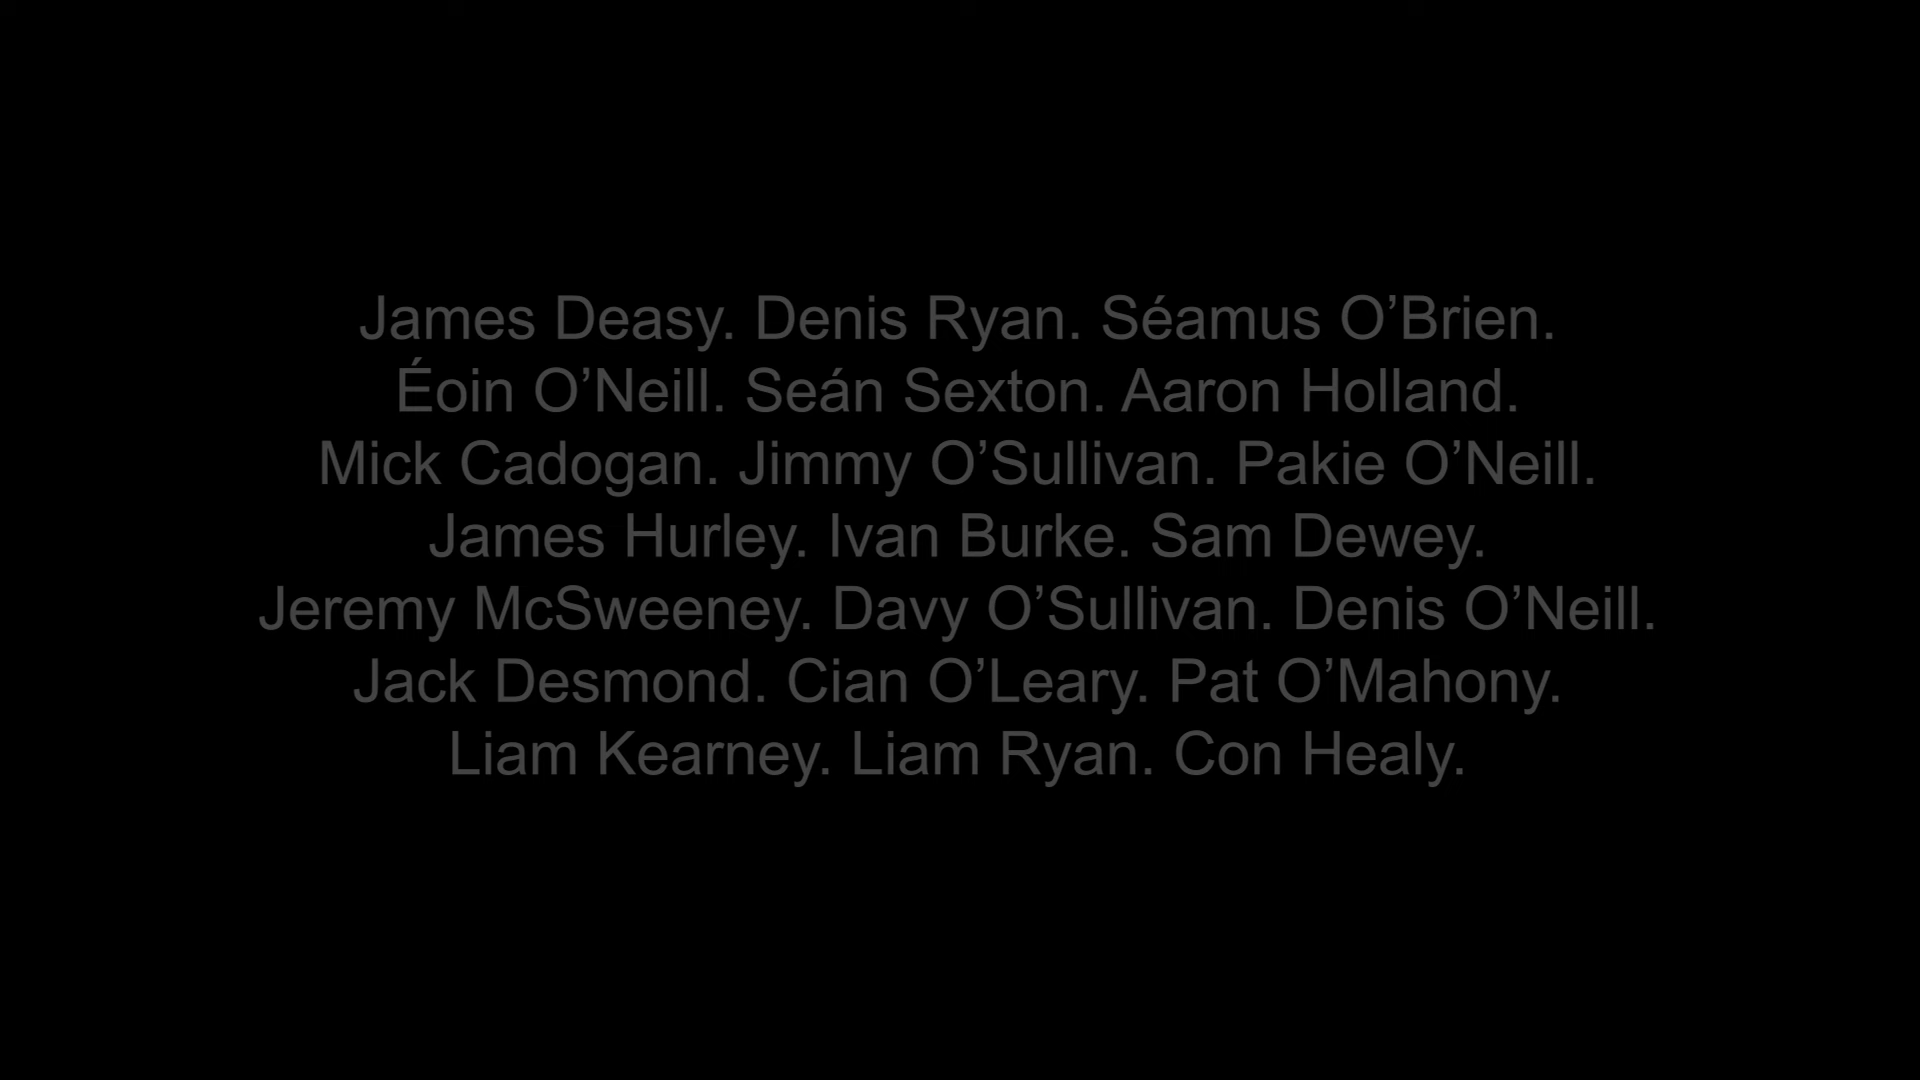 James Deasy. Denis Ryan. Séamus O’Brien.
Éoin O’Neill. Seán Sexton. Aaron Holland.
Mick Cadogan. Jimmy O’Sullivan. Pakie O’Neill.
James Hurley. Ivan Burke. Sam Dewey.
Jeremy McSweeney. Davy O’Sullivan. Denis O’Neill.
Jack Desmond. Cian O’Leary. Pat O’Mahony.
Liam Kearney. Liam Ryan. Con Healy.